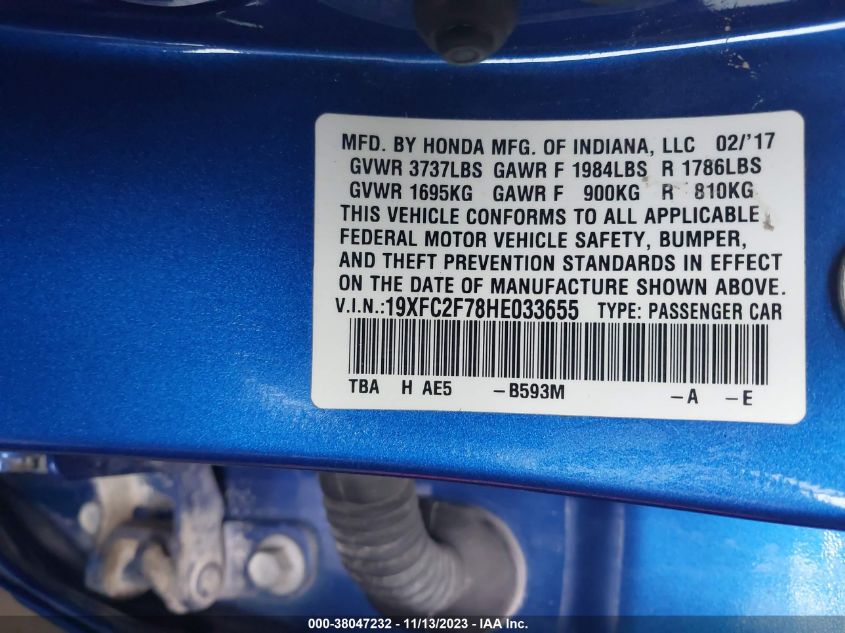 MFD. BY HONDA MFG. OF INDIANA, LLC 02/'17
GVWR 3737LBS GAWR F 1984LBS R 1786LBS
GVWR 1695KG GAWR F 900KG R 810KG
THIS VEHICLE CONFORMS TO ALL APPLICABLE
FEDERAL MOTOR VEHICLE SAFETY, BUMPER,
AND THEFT PREVENTION STANDARDS IN EFFECT
ON THE DATE OF MANUFACTURE SHOWN ABOVE.
V.I.N.:19XFC2F78HE033655 TYPE: PASSENGER CAR
TBA H AE5 -B593M -A -E
000-38047232 - 11/13/2023 - IAA Inc.